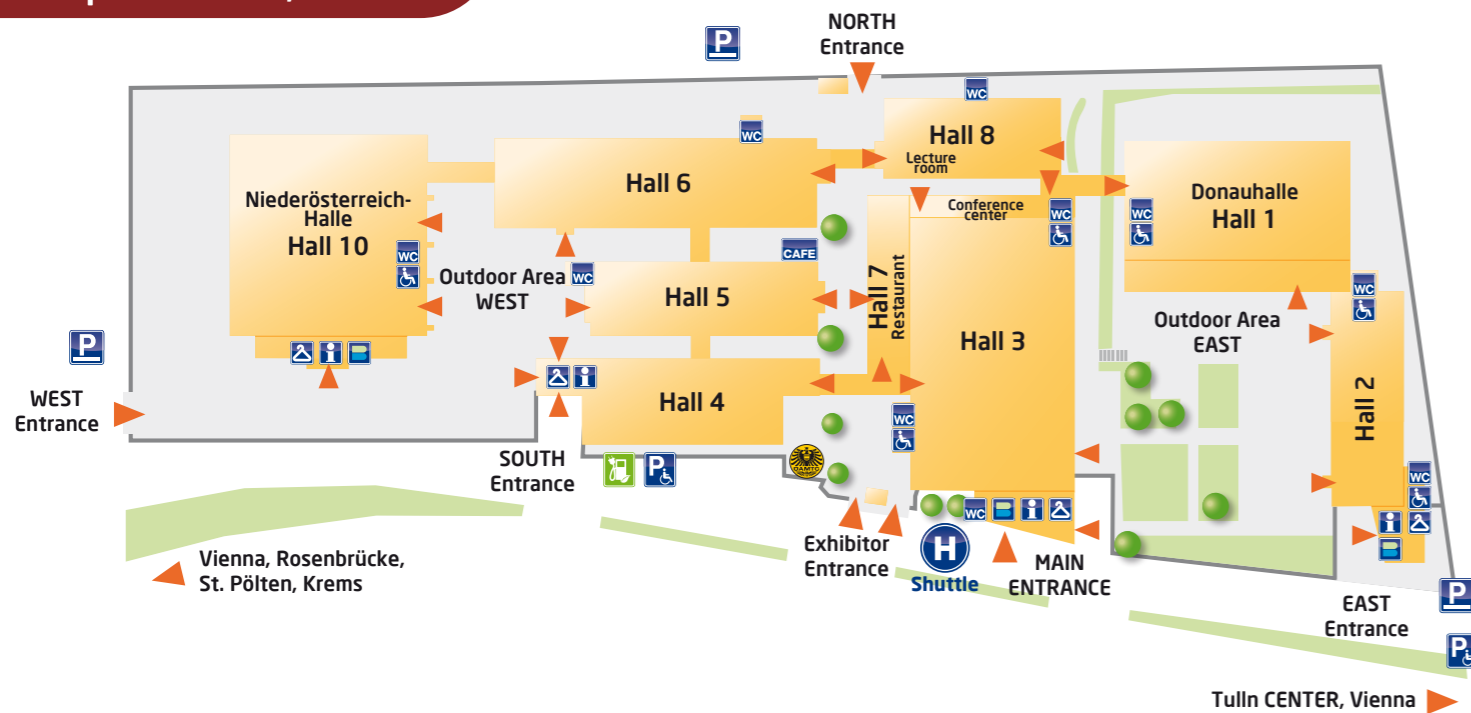 NORTH
Entrance
P
WC
WC
Hall 8
Lecture
room
Hall 6
Niederösterreich-
Halle
Hall 10
WC
Conference
center
WC
Donauhalle
Hall 1
WC
CAFE
Outdoor Area
WEST
WC
Hall 5
Hall 7
Restaurant
Hall 3
Outdoor Area
EAST
WC
P
i
i
Hall 4
Hall 2
WEST
Entrance
WC
SOUTH
Entrance
P
ÖAMTC
WC
i
WC
i
Exhibitor
Entrance
H
Shuttle
MAIN
ENTRANCE
Vienna, Rosenbrücke,
St. Pölten, Krems
EAST
Entrance
P
P
Tulln CENTER, Vienna